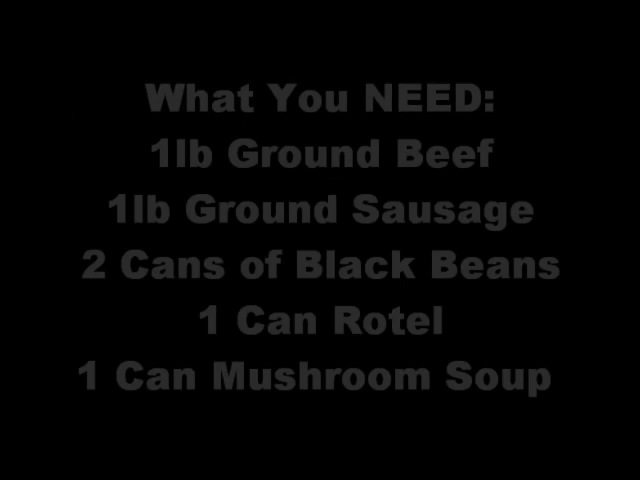 What You NEED:
1lb Ground Beef
1lb Ground Sausage
2 Cans of Black Beans
1 Can Rotel
1 Can Mushroom Soup